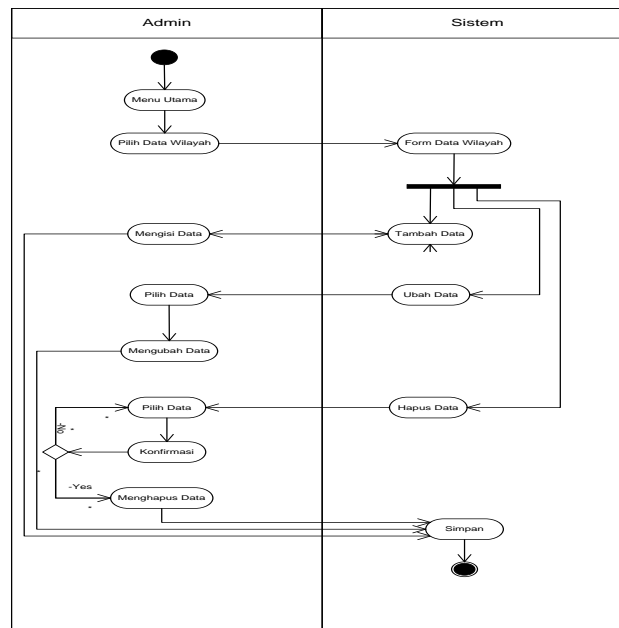 Admin
Sistem
Menu Utama
Pilih Data Wilayah
Form Data Wilayah
Mengisi Data
Tambah Data
Pilih Data
Ubah Data
Mengubah Data
Pilih Data
Hapus Data
-No
Konfirmasi
-Yes
Menghapus Data
Simpan